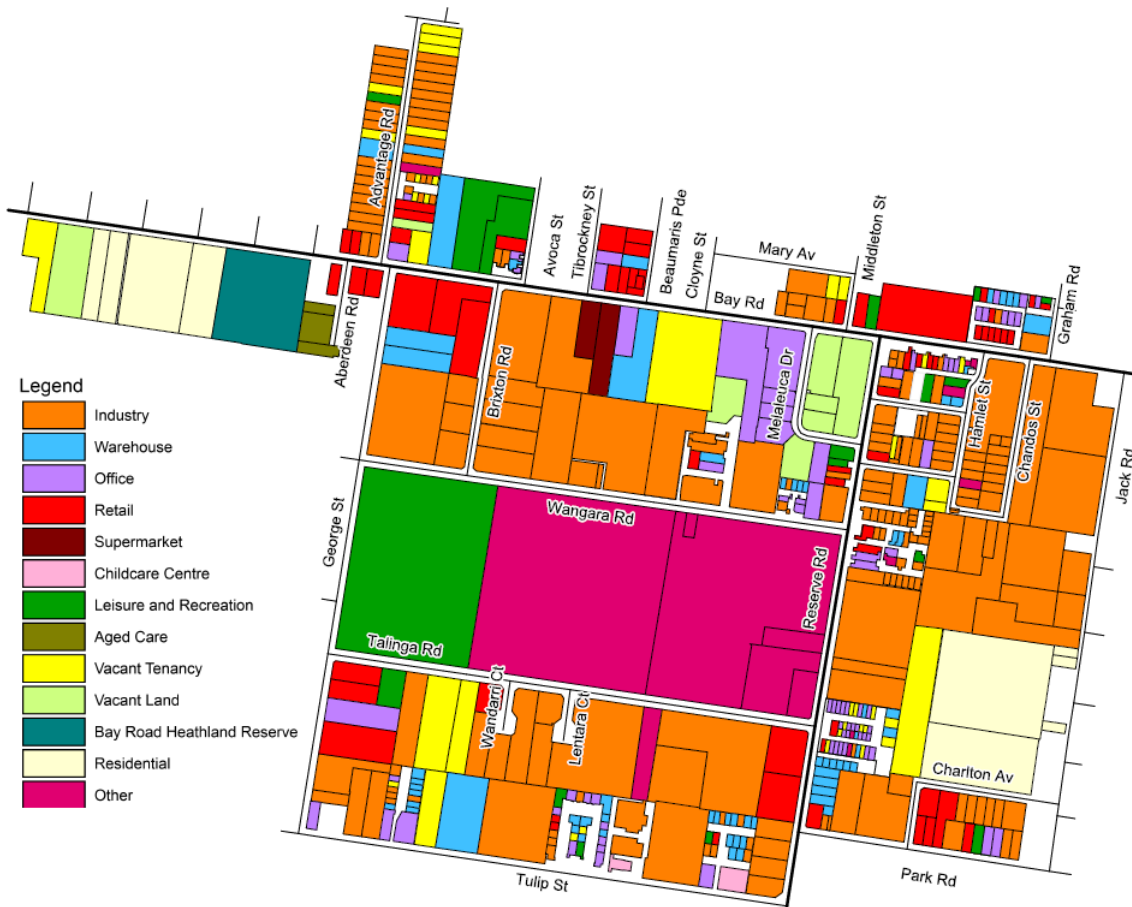 Advantage Rd
Avoca St
Tibrockney St
Beaumaris Pde
Cloyne St
Mary Av
Middleton St
Bay Rd
Graham Rd
Aberdeen Rd
Brixton Rd
Melaleuca Dr
Hamlet St
Chandos St
Jack Rd
George St
Wangara Rd
Reserve Rd
Talinga Rd
Wandarri Ct
Lentara Ct
Charlton Av
Park Rd
Tulip St
Legend
Industry
Warehouse
Office
Retail
Supermarket
Childcare Centre
Leisure and Recreation
Aged Care
Vacant Tenancy
Vacant Land
Bay Road Heathland Reserve
Residential
Other